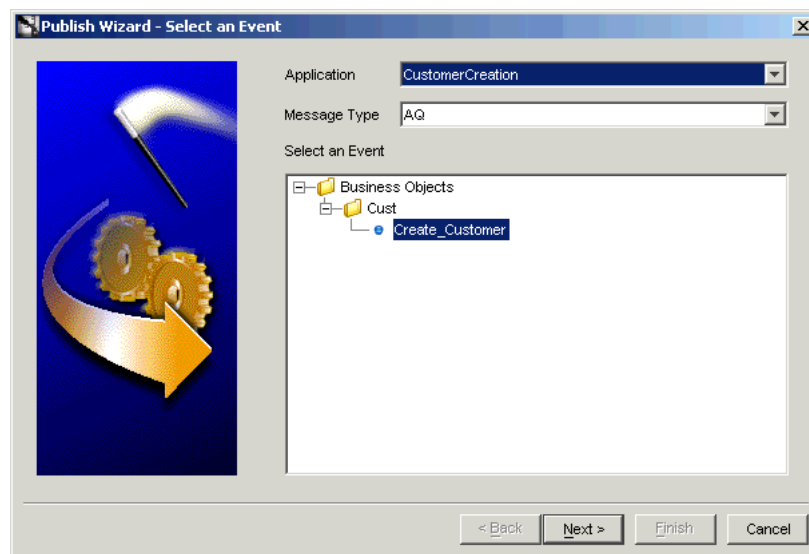 Publish Wizard - Select an Event
Application CustomerCreation
Message Type AQ
Select an Event
Business Objects
Cust
Create_Customer
< Back Next > Finish Cancel